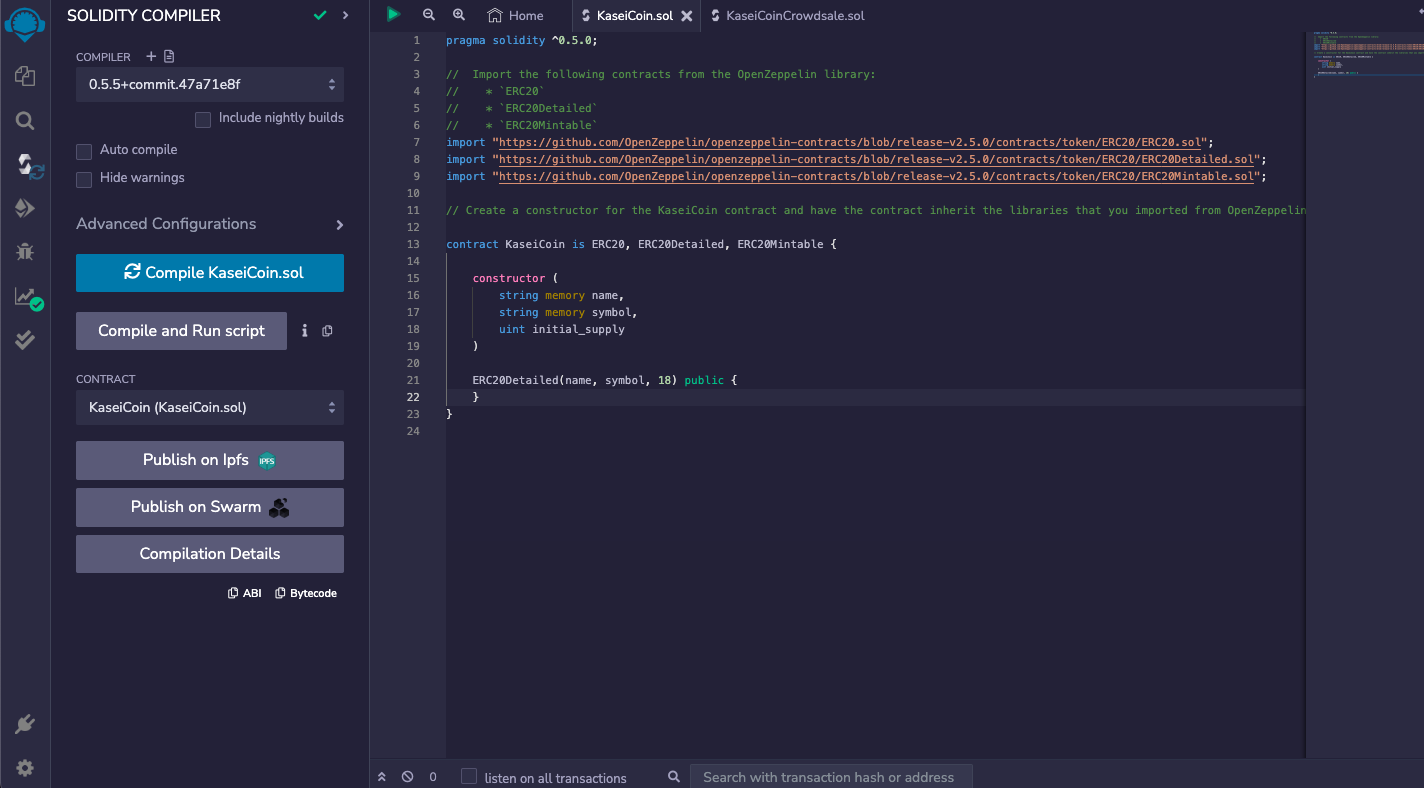 SOLIDITY COMPILER
COMPILER
0.5.5+commit.47a71e8f
Include nightly builds
Auto compile
Hide warnings
Advanced Configurations
Compile KaseiCoin.sol
Compile and Run script
CONTRACT
KaseiCoin (KaseiCoin.sol)
Publish on Ipfs IPFS
Publish on Swarm
Compilation Details
ABI Bytecode
Home KaseiCoin.sol KaseiCoinCrowdsale.sol
1 pragma solidity ^0.5.0;
2
3 //  Import the following contracts from the OpenZeppelin library:
4 //    * `ERC20`
5 //    * `ERC20Detailed`
6 //    * `ERC20Mintable`
7 import "https://github.com/OpenZeppelin/openzeppelin-contracts/blob/release-v2.5.0/contracts/token/ERC20/ERC20.sol";
8 import "https://github.com/OpenZeppelin/openzeppelin-contracts/blob/release-v2.5.0/contracts/token/ERC20/ERC20Detailed.sol";
9 import "https://github.com/OpenZeppelin/openzeppelin-contracts/blob/release-v2.5.0/contracts/token/ERC20/ERC20Mintable.sol";
10
11 // Create a constructor for the KaseiCoin contract and have the contract inherit the libraries that you imported from OpenZeppelin
12
13 contract KaseiCoin is ERC20, ERC20Detailed, ERC20Mintable {
14
15     constructor (
16         string memory name,
17         string memory symbol,
18         uint initial_supply
19     )
20
21     ERC20Detailed(name, symbol, 18) public {
22     }
23 }
24
0 listen on all transactions Search with transaction hash or address